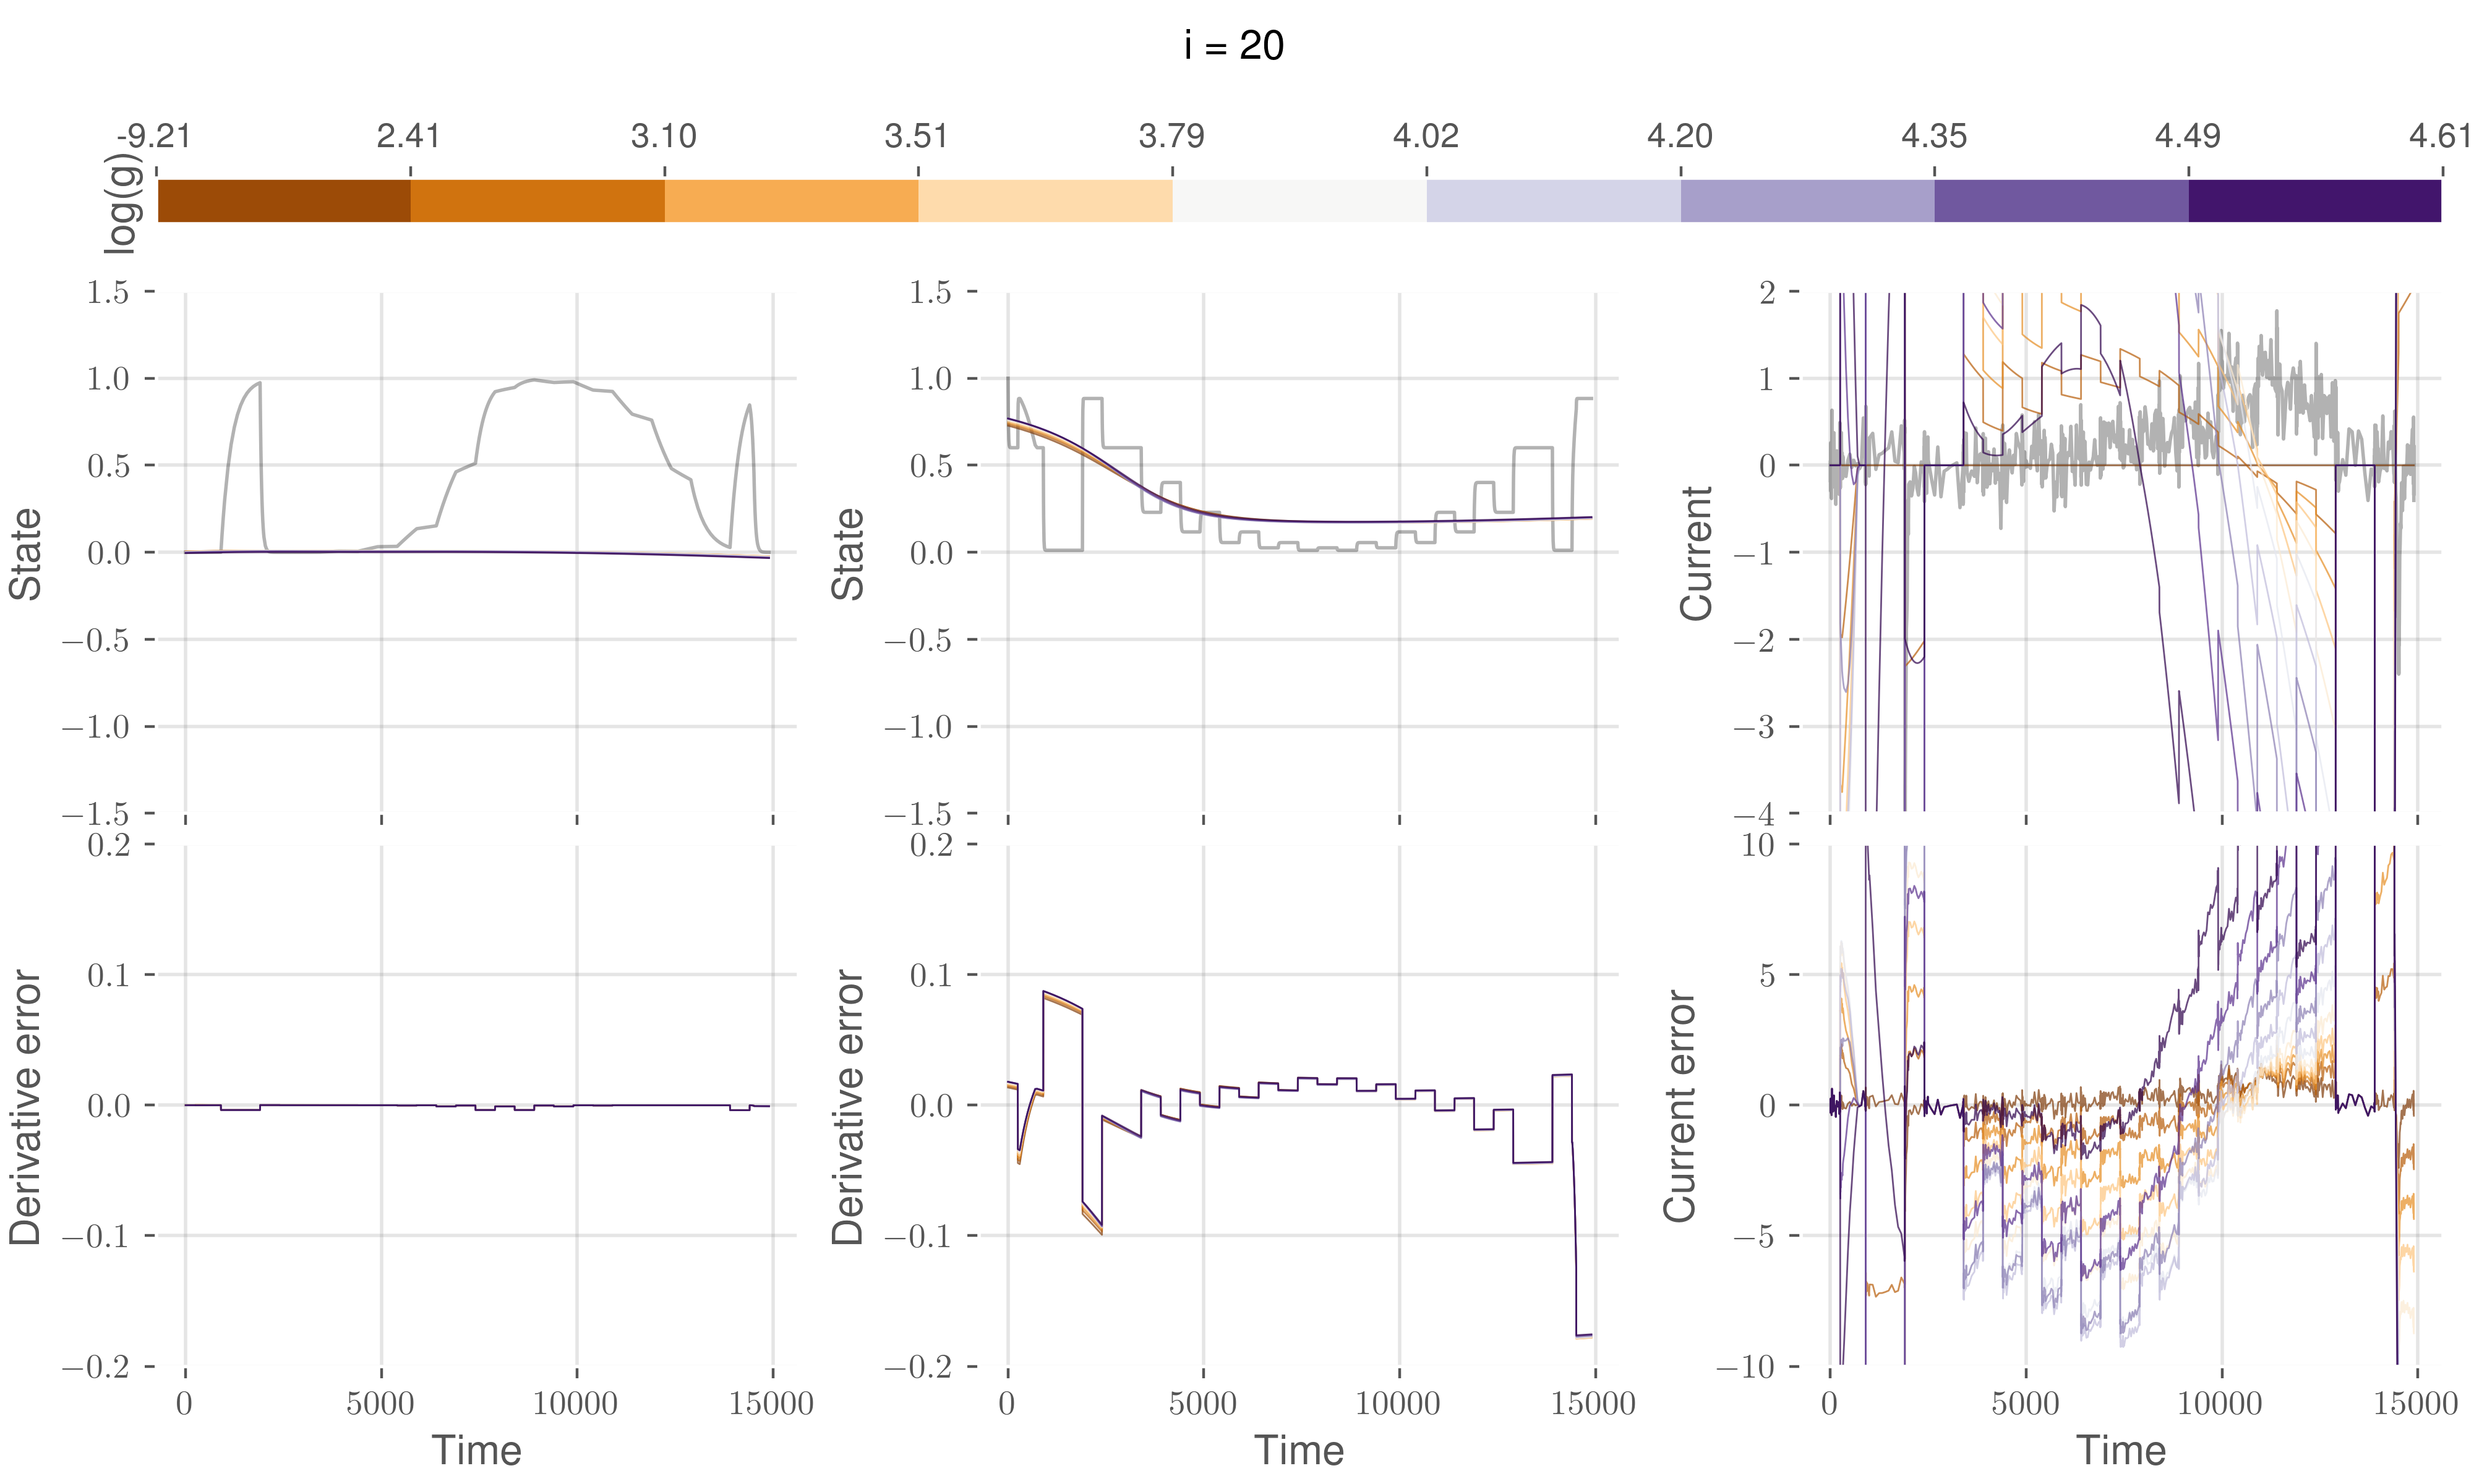 i = 20
-9.21 2.41 3.10 3.51 3.79 4.02 4.20 4.35 4.49 4.61
log(g)
1.5 1.0 0.5 0.0 −0.5 −1.0 −1.5
State
1.5 1.0 0.5 0.0 −0.5 −1.0 −1.5
State
2 1 0 −1 −2 −3 −4
Current
0.2 0.1 0.0 −0.1 −0.2
Derivative error
0.2 0.1 0.0 −0.1 −0.2
Derivative error
10 5 0 −5 −10
Current error
0 5000 10000 15000
0 5000 10000 15000
0 5000 10000 15000
Time
Time
Time